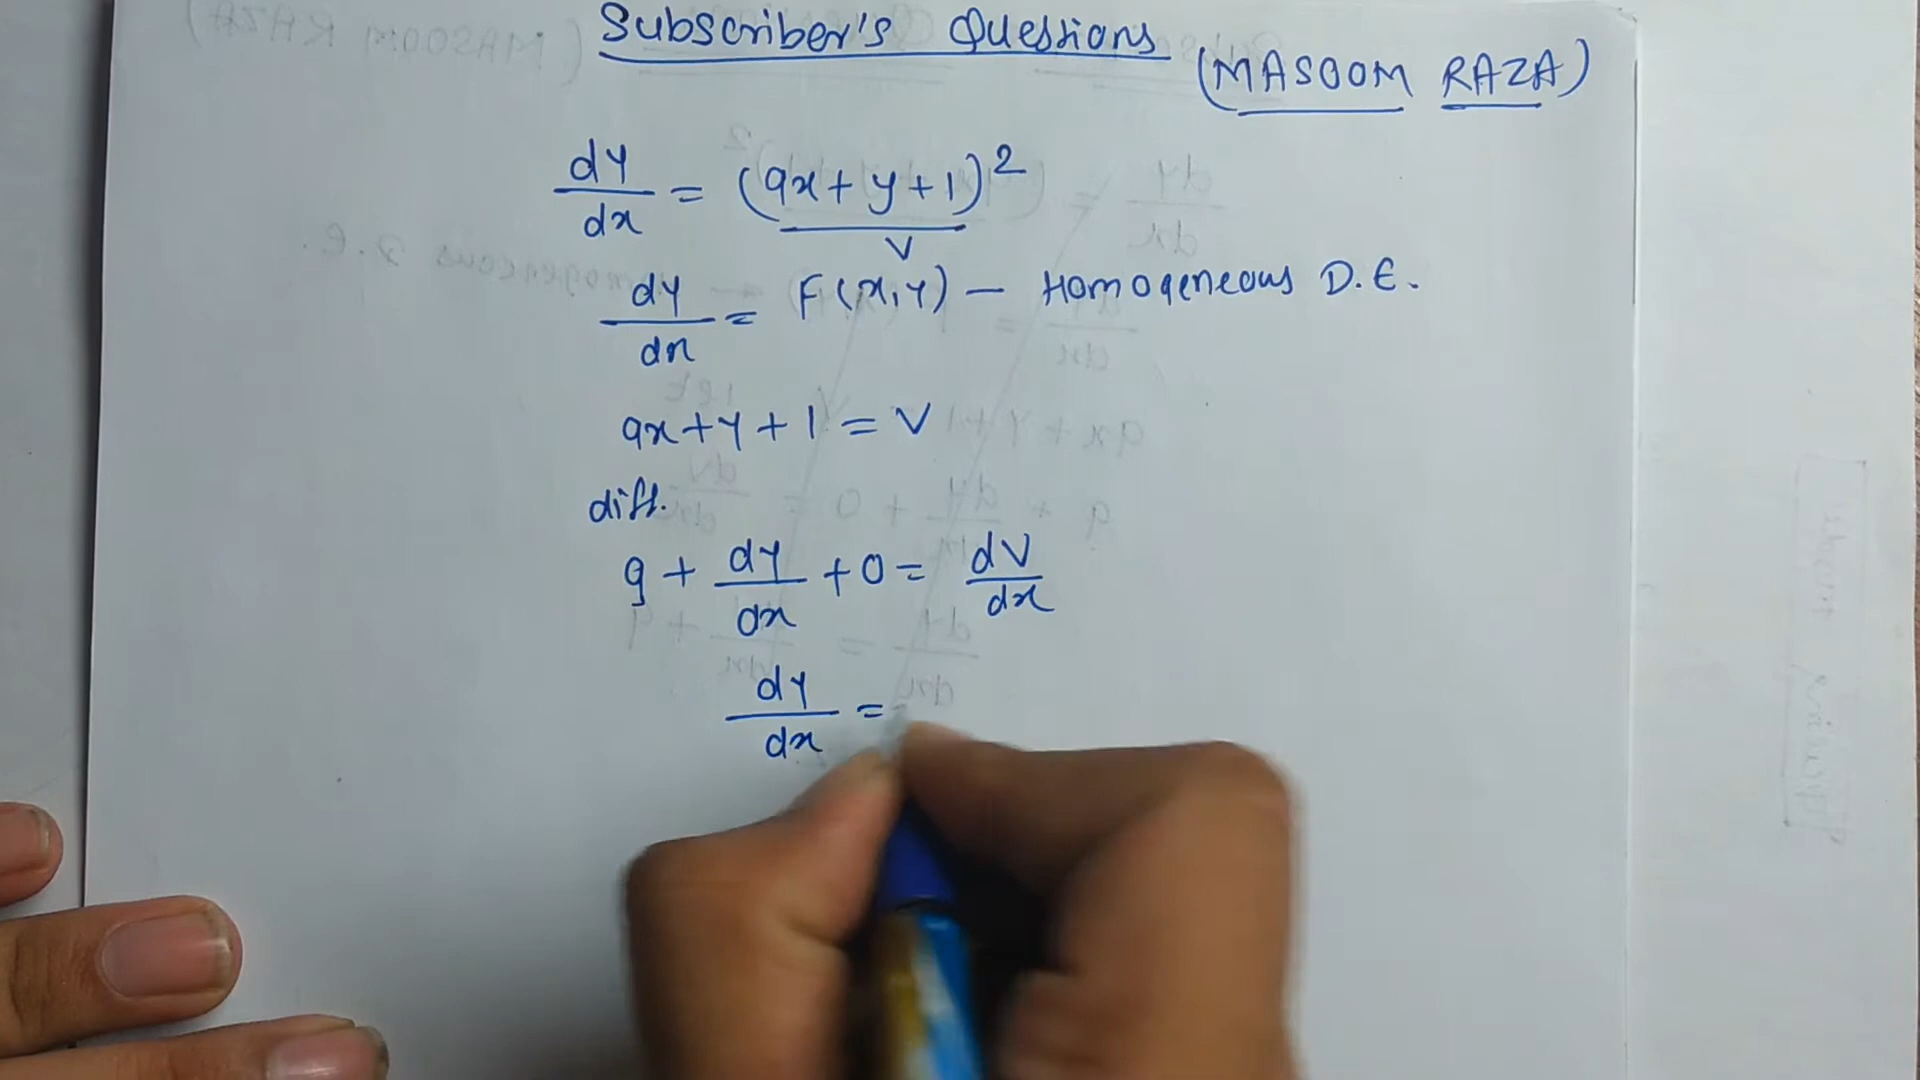 Subscriber's Questions
(MASOOM RAZA)
dy/dx = (9x+y+1)²
V
dy/dx = F(x,y) — Homogeneous D.E.
9x+y+1 = V
diff.
9 + dy/dx + 0 = dV/dx
dy/dx =